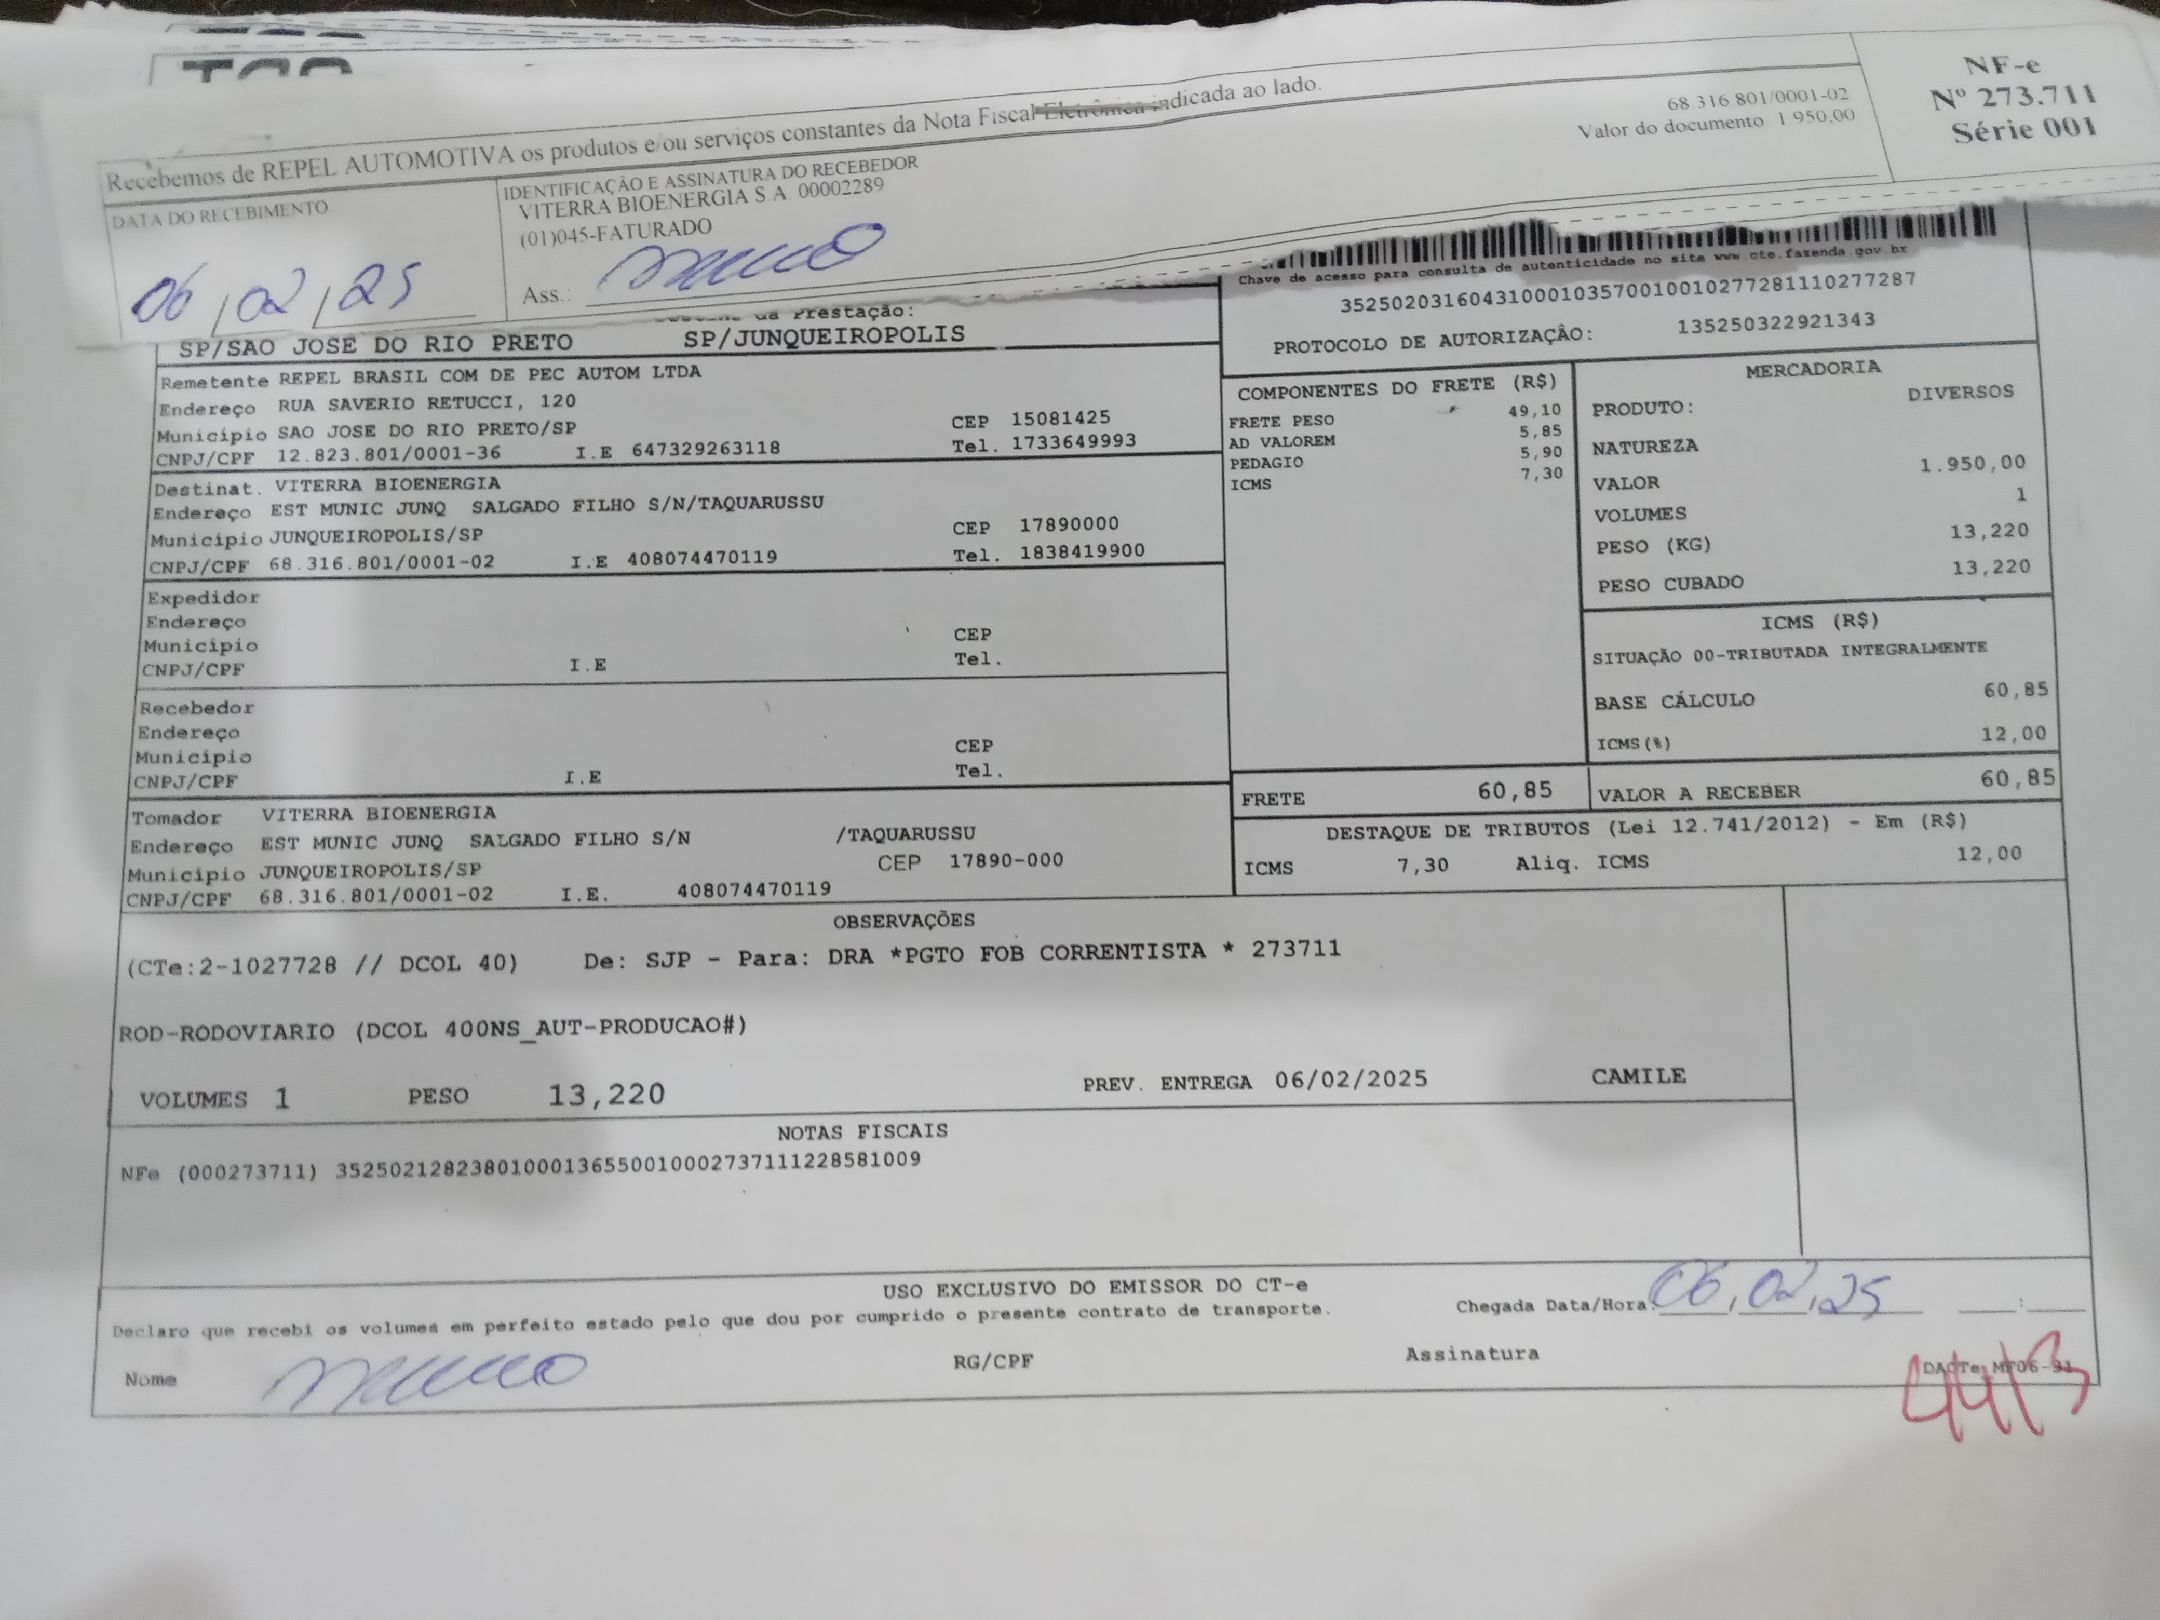 Recebemos de REPEL AUTOMOTIVA os produtos e/ou serviços constantes da Nota Fiscal Eletrônica indicada ao lado.
68.316.801/0001-02
Valor do documento 1 950,00
NF-e
Nº 273.711
Série 001
DATA DO RECEBIMENTO
06/02/25
IDENTIFICAÇÃO E ASSINATURA DO RECEBEDOR
VITERRA BIOENERGIA S.A. 00002289
(01)045-FATURADO
Ass.:
Chave de acesso para consulta de autenticidade no site www.cte.fazenda.gov.br
35250203160431000103570010010277281110277287
PROTOCOLO DE AUTORIZAÇÃO: 135250322921343
da Prestação:
SP/SAO JOSE DO RIO PRETO SP/JUNQUEIROPOLIS
Remetente REPEL BRASIL COM DE PEC AUTOM LTDA
Endereço RUA SAVERIO RETUCCI, 120
Município SAO JOSE DO RIO PRETO/SP CEP 15081425
CNPJ/CPF 12.823.801/0001-36 I.E 647329263118 Tel. 1733649993
Destinat. VITERRA BIOENERGIA
Endereço EST MUNIC JUNQ SALGADO FILHO S/N/TAQUARUSSU
Município JUNQUEIROPOLIS/SP CEP 17890000
CNPJ/CPF 68.316.801/0001-02 I.E 408074470119 Tel. 1838419900
Expedidor
Endereço
Município CEP
CNPJ/CPF I.E Tel.
Recebedor
Endereço
Município CEP
CNPJ/CPF I.E Tel.
Tomador VITERRA BIOENERGIA
Endereço EST MUNIC JUNQ SALGADO FILHO S/N /TAQUARUSSU
Município JUNQUEIROPOLIS/SP CEP 17890-000
CNPJ/CPF 68.316.801/0001-02 I.E. 408074470119
COMPONENTES DO FRETE (R$)
FRETE PESO 49,10
AD VALOREM 5,85
PEDAGIO 5,90
ICMS 7,30
MERCADORIA
PRODUTO: DIVERSOS
NATUREZA
VALOR 1.950,00
VOLUMES 1
PESO (KG) 13,220
PESO CUBADO 13,220
ICMS (R$)
SITUAÇÃO 00-TRIBUTADA INTEGRALMENTE
BASE CÁLCULO 60,85
ICMS(%) 12,00
FRETE 60,85 VALOR A RECEBER 60,85
DESTAQUE DE TRIBUTOS (Lei 12.741/2012) - Em (R$)
ICMS 7,30 Aliq. ICMS 12,00
OBSERVAÇÕES
(CTe:2-1027728 // DCOL 40) De: SJP - Para: DRA *PGTO FOB CORRENTISTA * 273711
ROD-RODOVIARIO (DCOL 400NS_AUT-PRODUCAO#)
VOLUMES 1 PESO 13,220 PREV. ENTREGA 06/02/2025 CAMILE
NOTAS FISCAIS
NFe (000273711) 35250212823801000136550010002737111228581009
USO EXCLUSIVO DO EMISSOR DO CT-e
Declaro que recebi os volumes em perfeito estado pelo que dou por cumprido o presente contrato de transporte.
Chegada Data/Hora: 06/02/25 :
Nome RG/CPF Assinatura